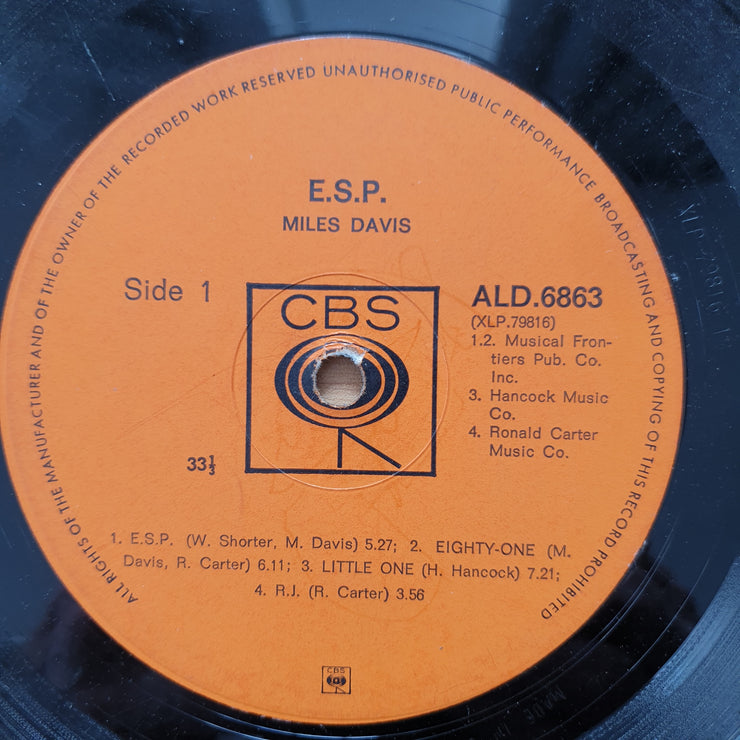 ALL RIGHTS OF THE MANUFACTURER AND OF THE OWNER OF THE RECORDED WORK RESERVED UNAUTHORISED PUBLIC PERFORMANCE BROADCASTING AND COPYING OF THIS RECORD PROHIBITED
E.S.P.
MILES DAVIS
Side 1
CBS
ALD.6863
(XLP.79816)
1.2. Musical Fron-
tiers Pub. Co.
Inc.
3. Hancock Music
Co.
4. Ronald Carter
Music Co.
33⅓
1. E.S.P. (W. Shorter, M. Davis) 5.27; 2. EIGHTY-ONE (M.
Davis, R. Carter) 6.11; 3. LITTLE ONE (H. Hancock) 7.21;
4. R.J. (R. Carter) 3.56
CBS
MADE